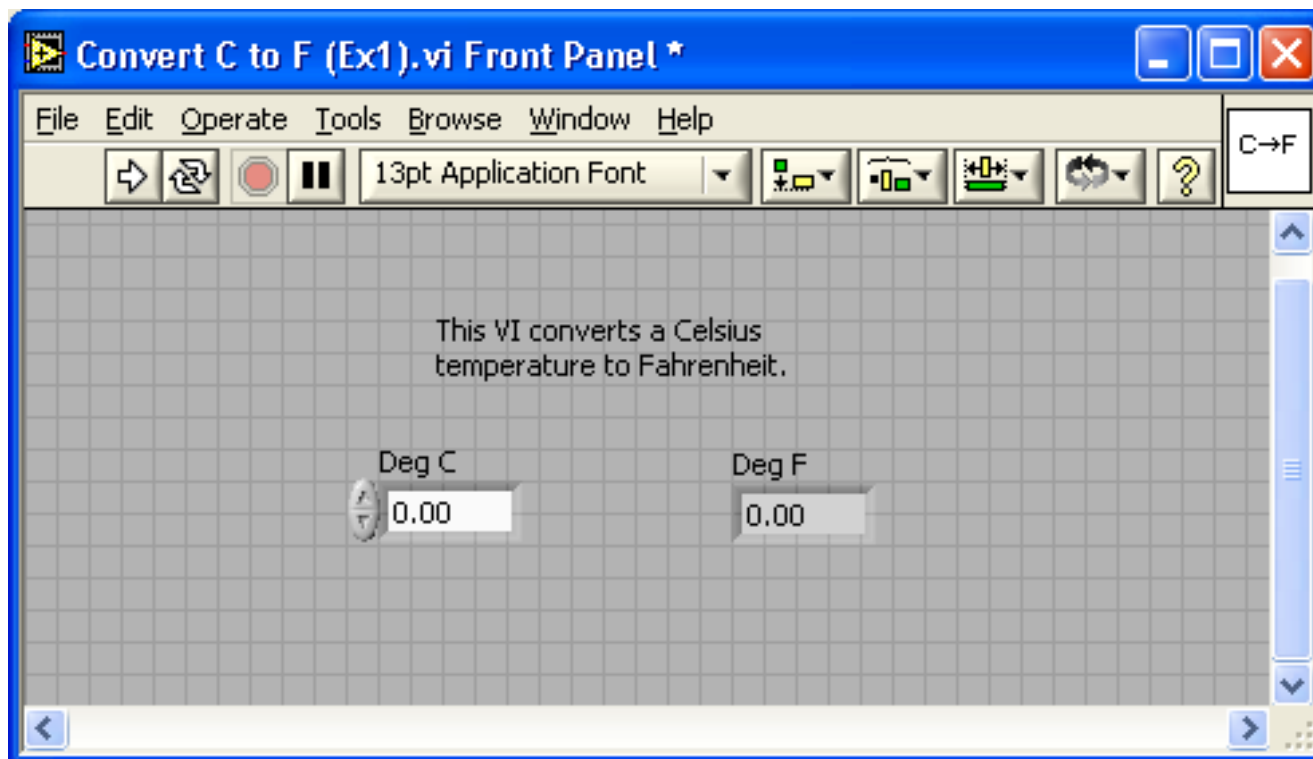 Convert C to F (Ex1).vi Front Panel *
File Edit Operate Tools Browse Window Help
C→F
13pt Application Font
?
This VI converts a Celsius
temperature to Fahrenheit.
Deg C
Deg F
0.00
0.00